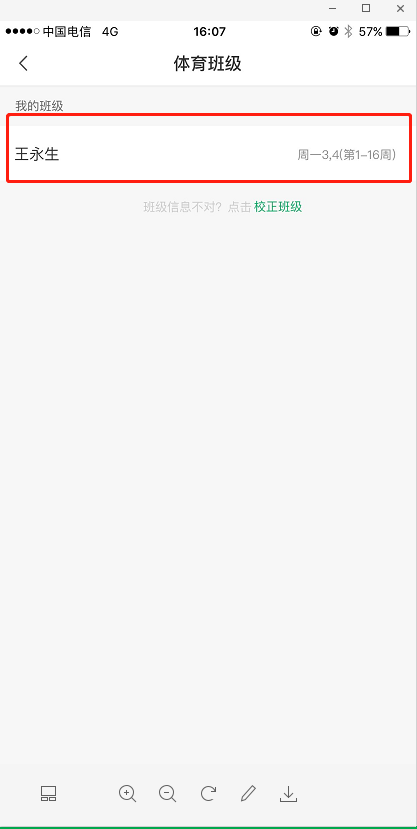 中国电信 4G 16:07 57%
体育班级
我的班级
王永生 周一3,4(第1-16周)
班级信息不对? 点击 校正班级